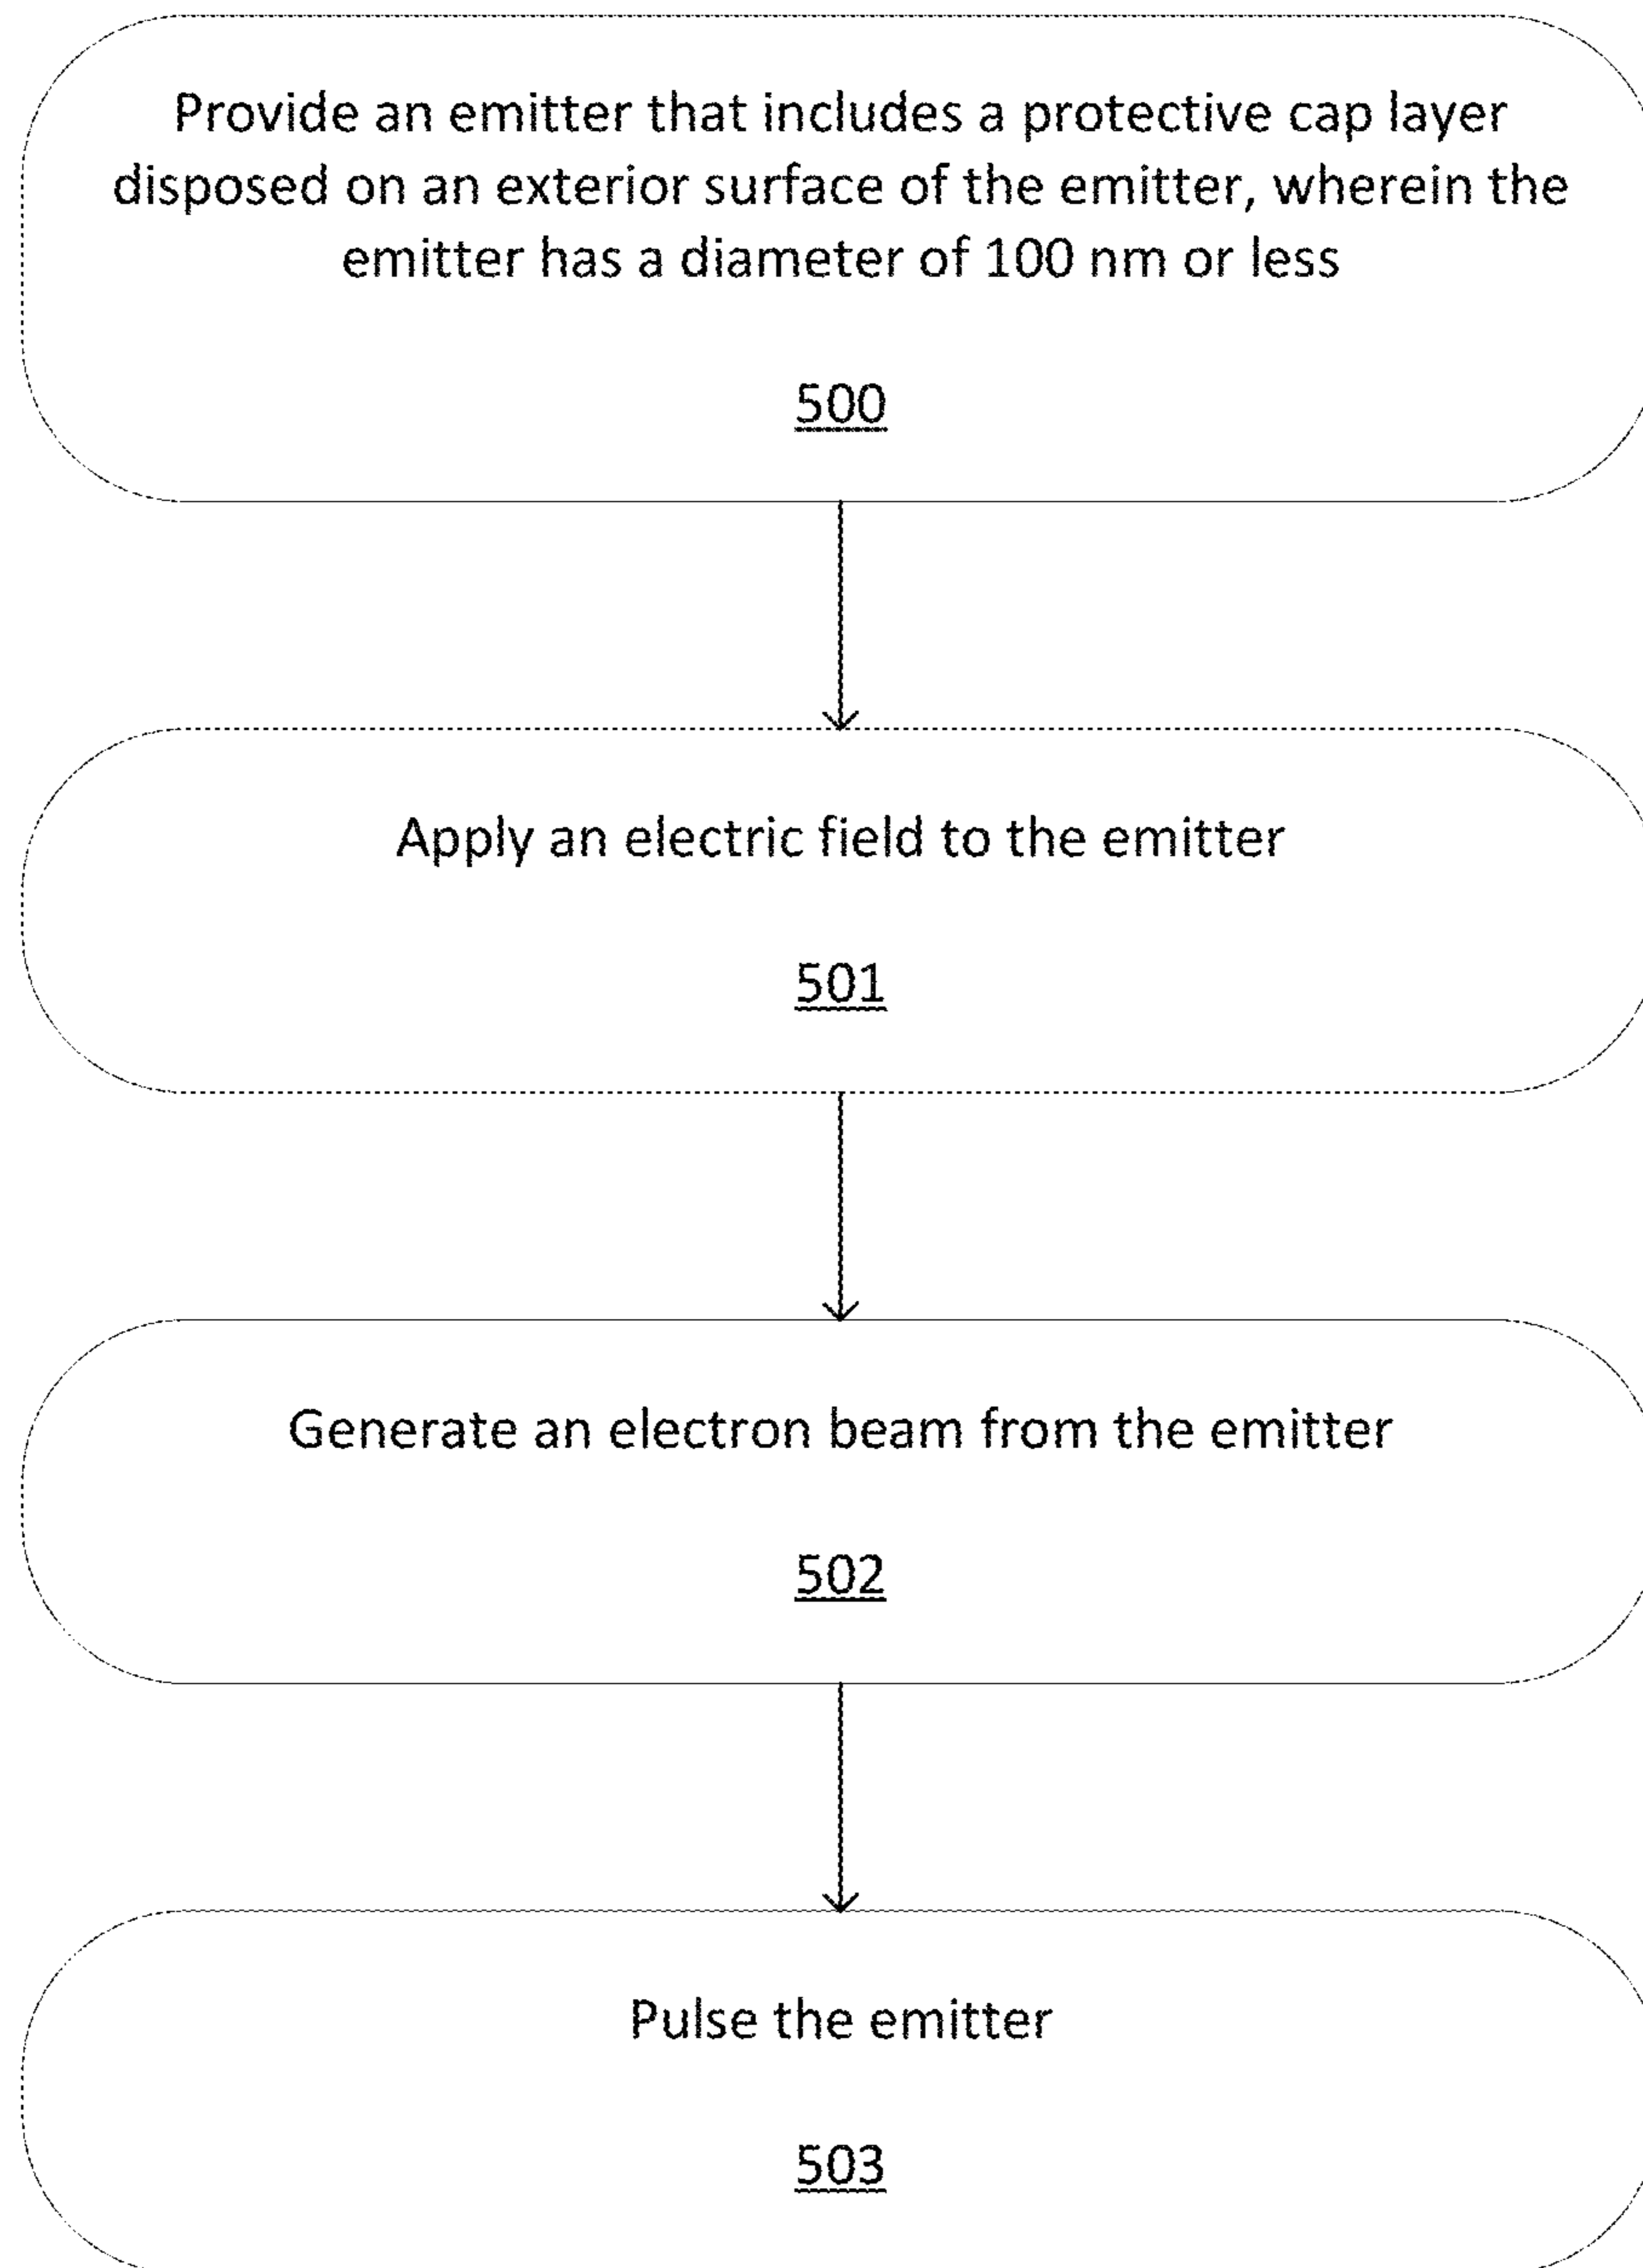 Provide an emitter that includes a protective cap layer
disposed on an exterior surface of the emitter, wherein the
emitter has a diameter of 100 nm or less
500
Apply an electric field to the emitter
501
Generate an electron beam from the emitter
502
Pulse the emitter
503